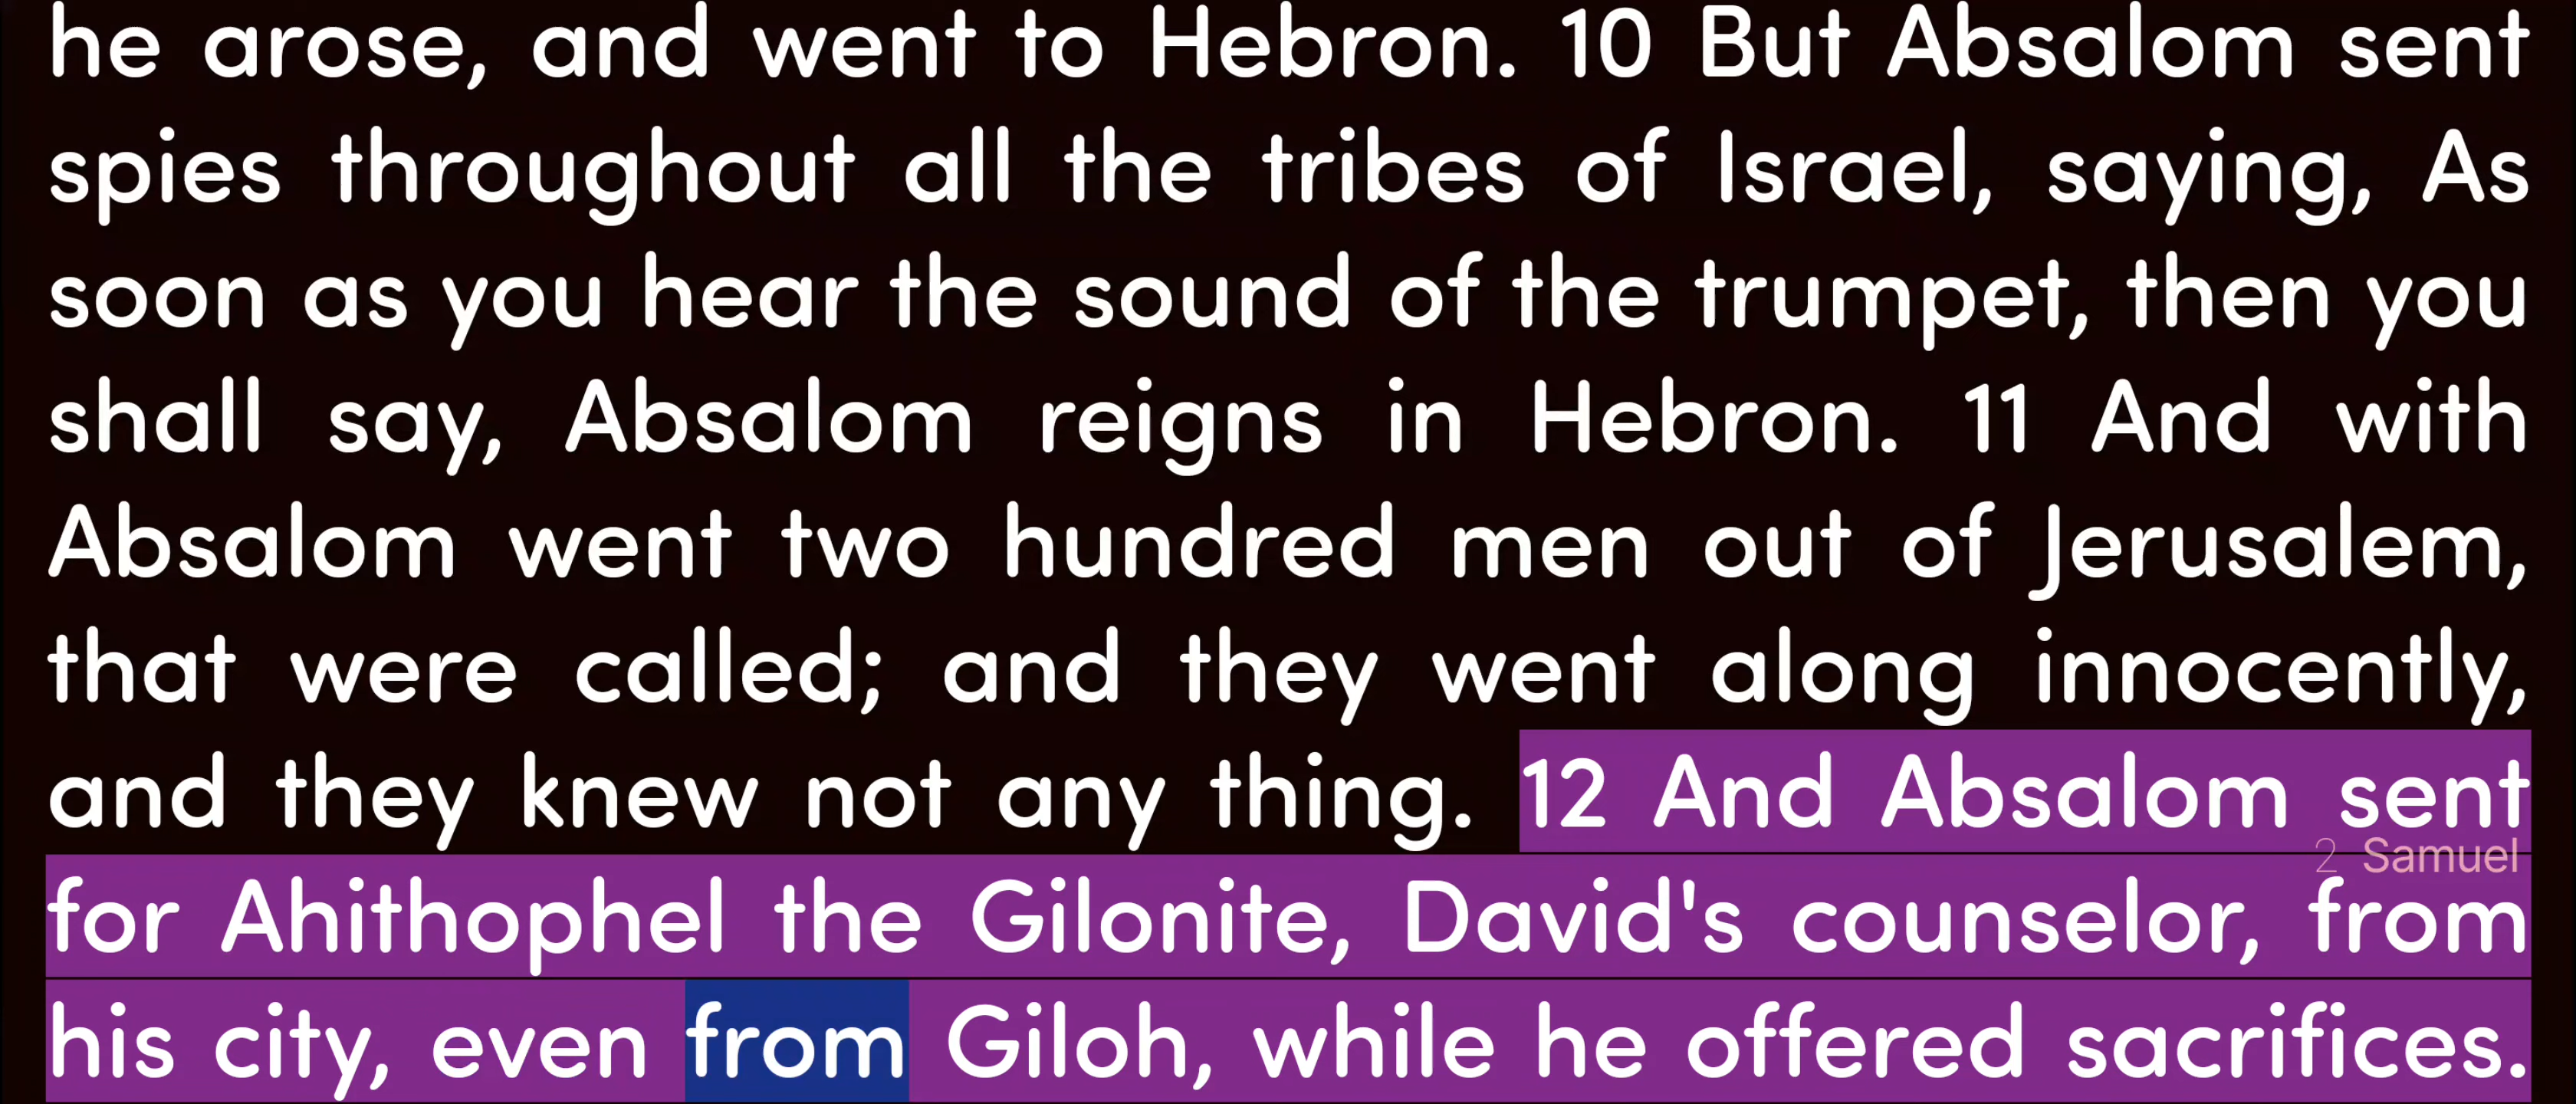 he arose, and went to Hebron. 10 But Absalom sent
spies throughout all the tribes of Israel, saying, As
soon as you hear the sound of the trumpet, then you
shall say, Absalom reigns in Hebron. 11 And with
Absalom went two hundred men out of Jerusalem,
that were called; and they went along innocently,
and they knew not any thing. 12 And Absalom sent
2 Samuel
for Ahithophel the Gilonite, David's counselor, from
his city, even from Giloh, while he offered sacrifices.